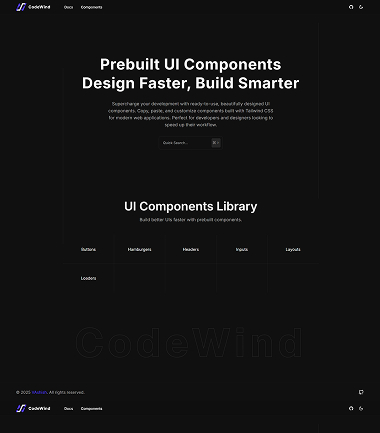 CodeWind Docs Components
Prebuilt UI Components
Design Faster, Build Smarter
Supercharge your development with ready-to-use, beautifully designed UI
components. Copy, paste, and customize components built with Tailwind CSS
for modern web applications. Perfect for developers and designers looking to
speed up their workflow.
Quick Search...
UI Components Library
Build better UIs faster with prebuilt components.
Buttons Hamburgers Headers Inputs Layouts
Loaders
CodeWind
© 2025 All rights reserved.
CodeWind Docs Components